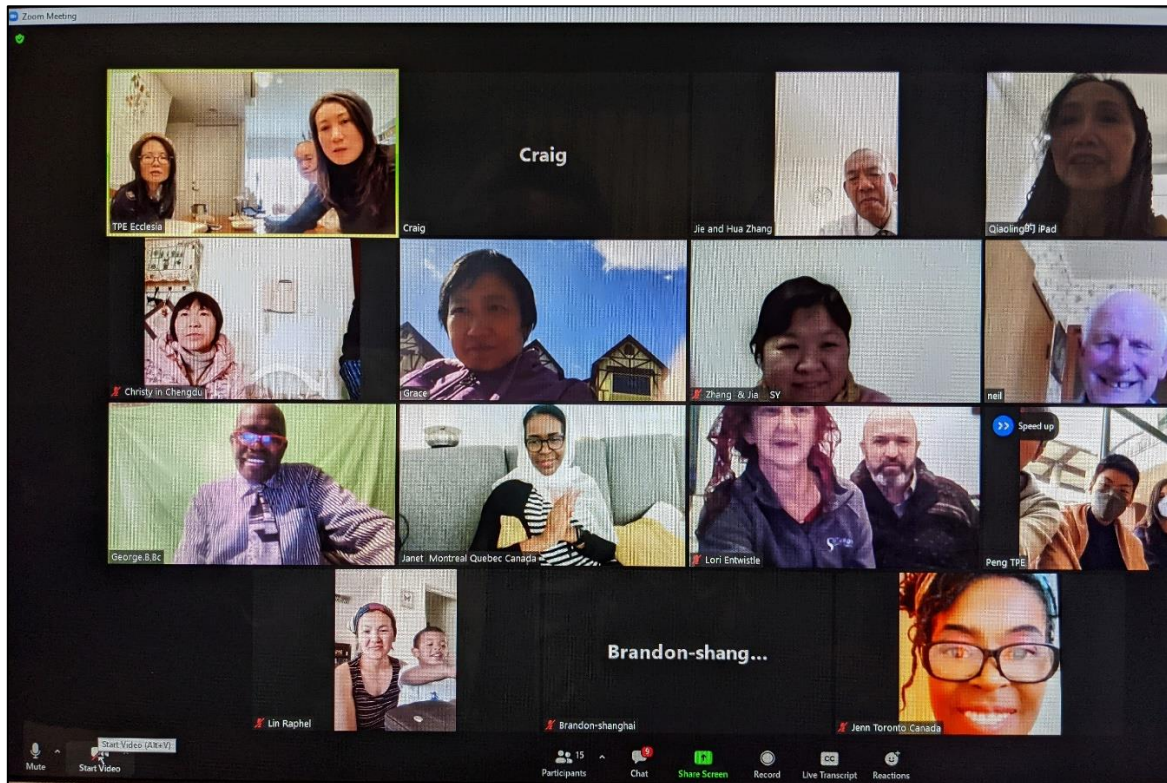 Zoom Meeting
TPE Ecclesia
Craig
Craig
Jie and Hua Zhang
Qiaoling的 iPad
Christy in Chengdu
Grace
Zhang & Jia SY
neil
George.B,Bc
Janet Montreal Quebec Canada
Lori Entwistle
Speed up
Peng TPE
Lin Raphel
Brandon-shang...
Brandon-shanghai
Jenn Toronto Canada
Start Video (Alt+V)
Mute
Start Video
15
Participants
9
Chat
Share Screen
Record
CC
Live Transcript
Reactions